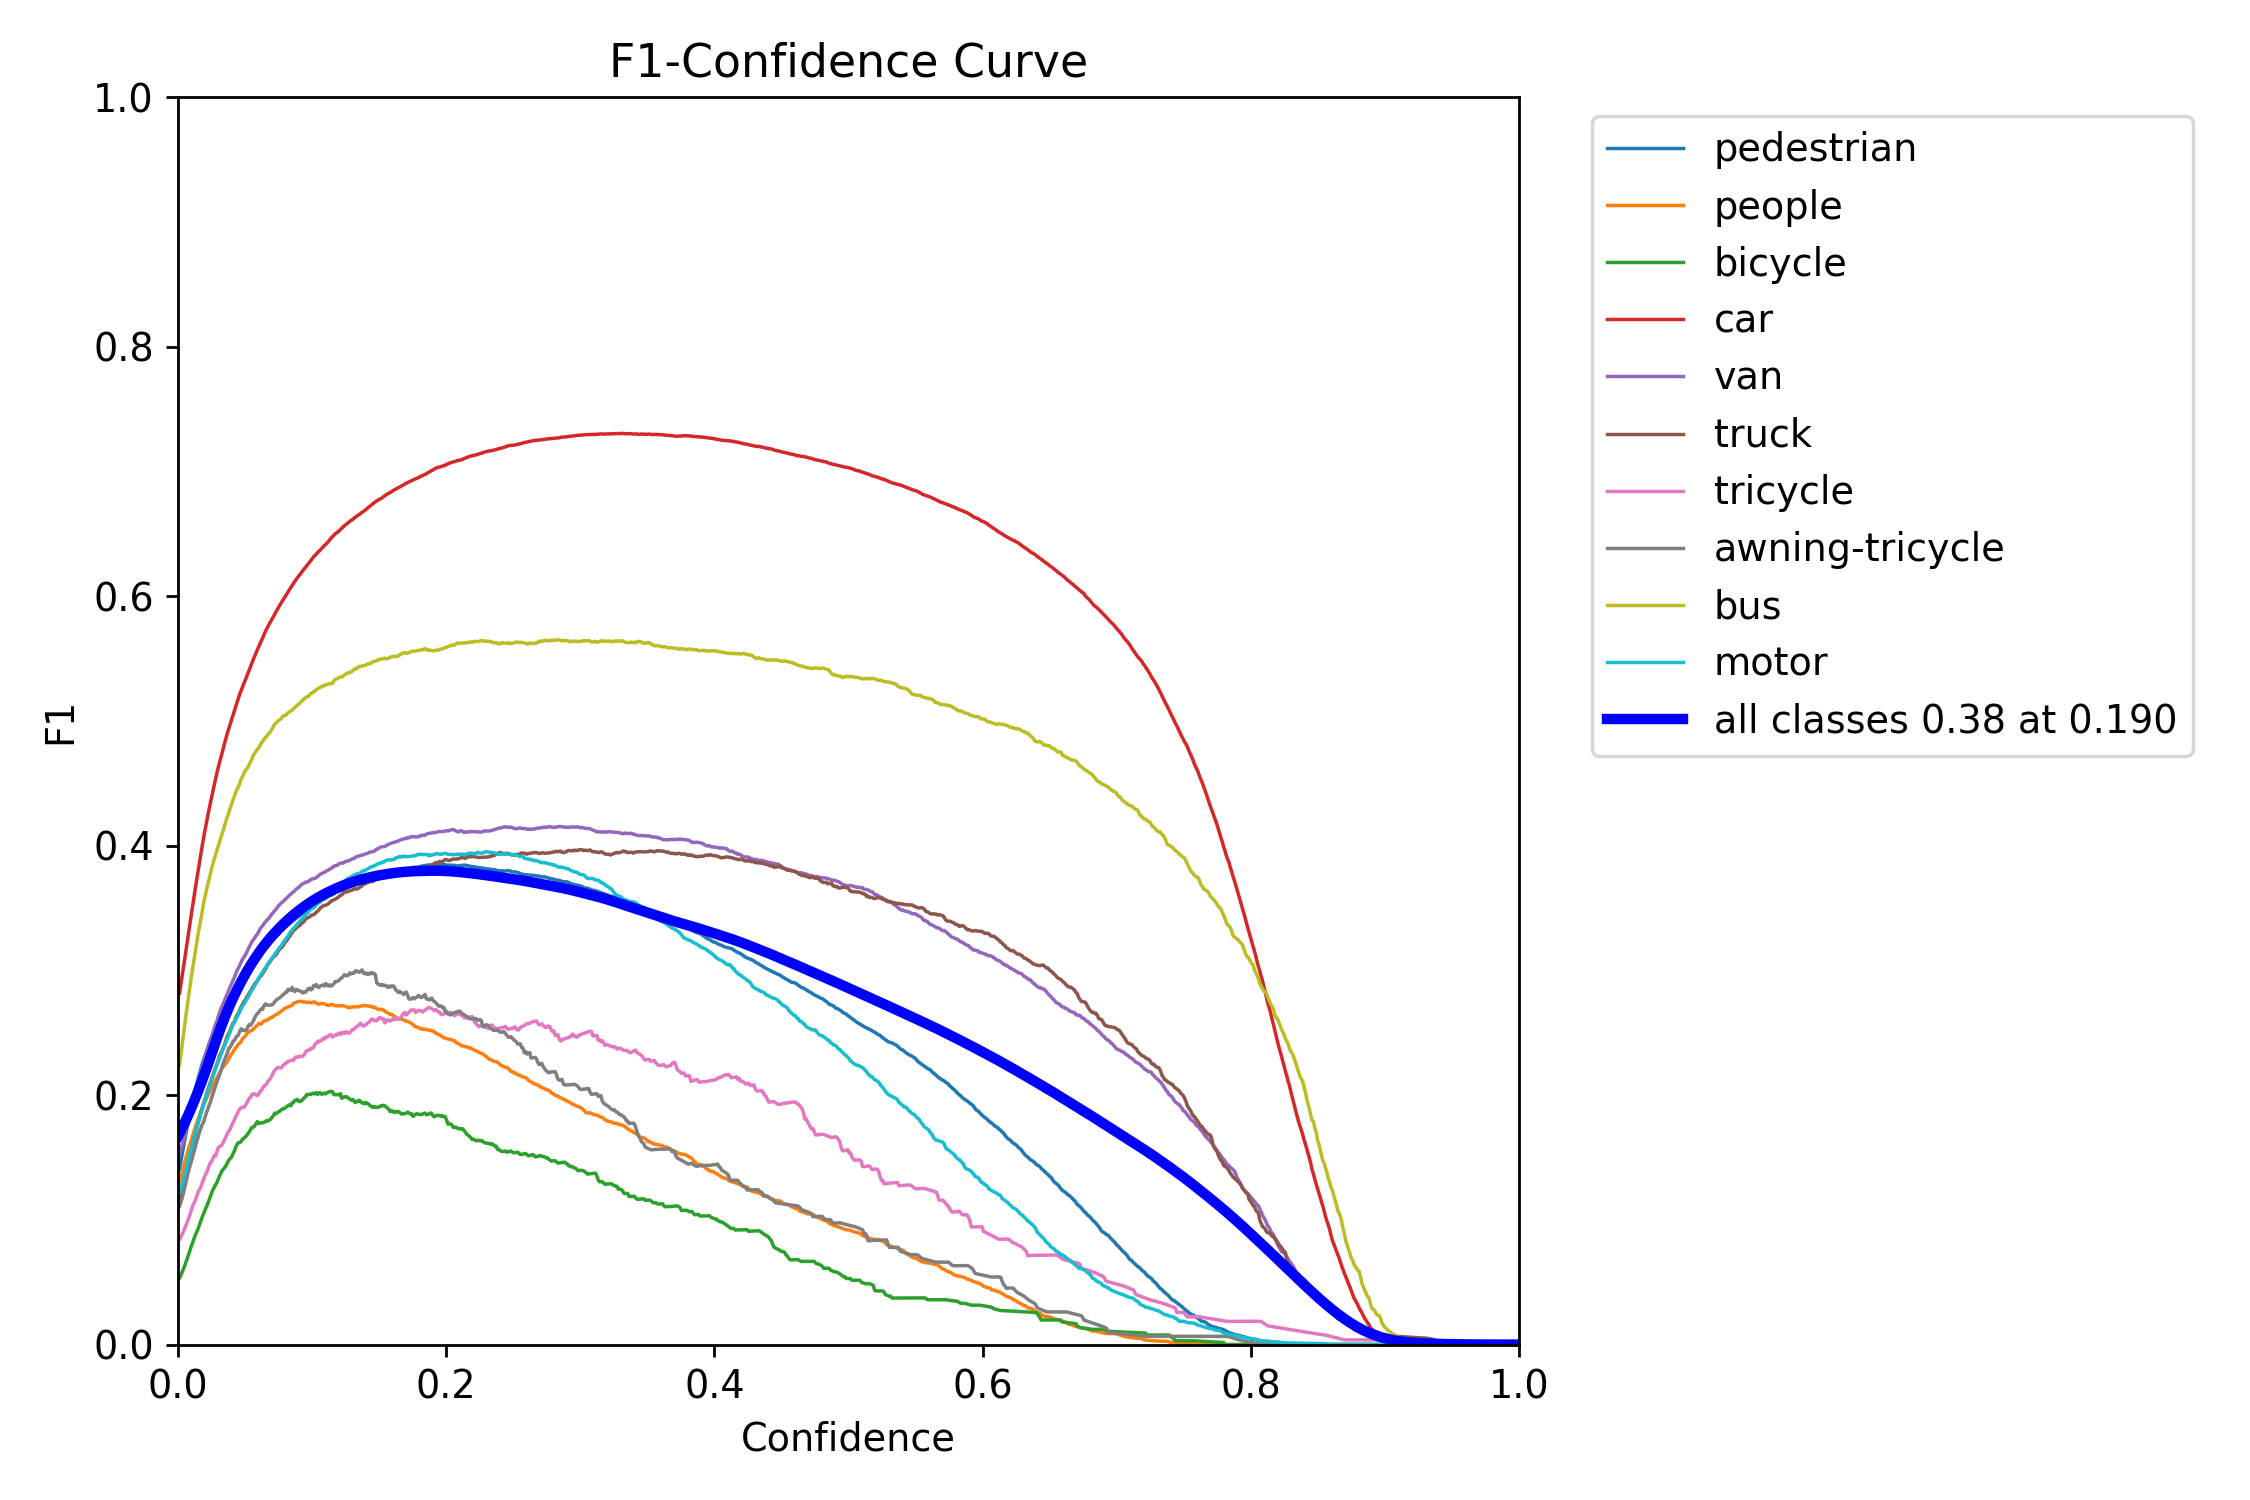 F1-Confidence Curve
1.0
0.8
0.6
0.4
0.2
0.0
F1
0.0 0.2 0.4 0.6 0.8 1.0
Confidence
pedestrian
people
bicycle
car
van
truck
tricycle
awning-tricycle
bus
motor
all classes 0.38 at 0.190